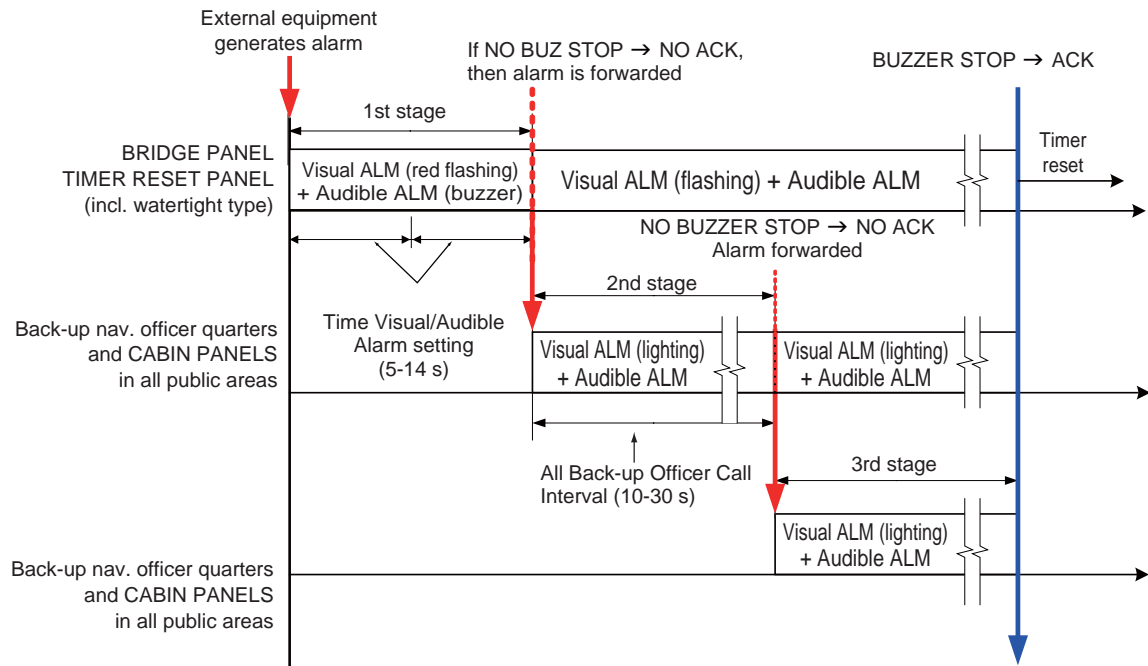 External equipment
generates alarm
If NO BUZ STOP → NO ACK,
then alarm is forwarded
BUZZER STOP → ACK
1st stage
BRIDGE PANEL
TIMER RESET PANEL
(incl. watertight type)
Visual ALM (red flashing)
+ Audible ALM (buzzer)
Visual ALM (flashing) + Audible ALM
Timer
reset
NO BUZZER STOP → NO ACK
Alarm forwarded
2nd stage
Back-up nav. officer quarters
and CABIN PANELS
in all public areas
Time Visual/Audible
Alarm setting
(5-14 s)
Visual ALM (lighting)
+ Audible ALM
Visual ALM (lighting)
+ Audible ALM
All Back-up Officer Call
Interval (10-30 s)
3rd stage
Visual ALM (lighting)
+ Audible ALM
Back-up nav. officer quarters
and CABIN PANELS
in all public areas